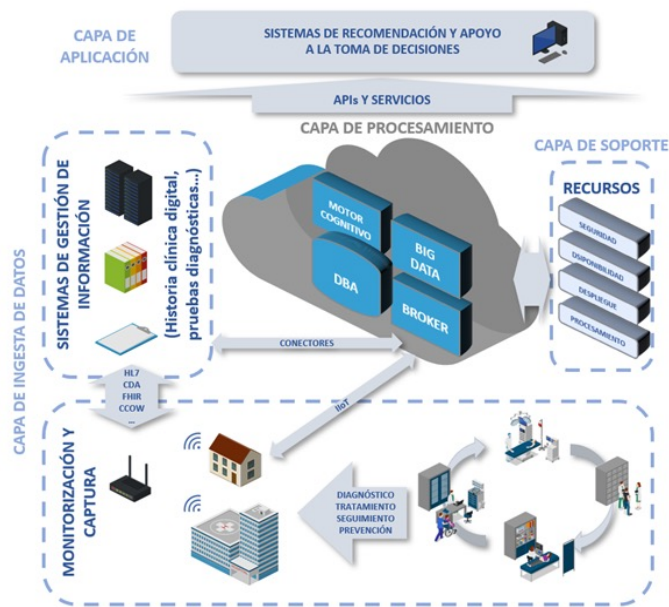 CAPA DE
APLICACIÓN
SISTEMAS DE RECOMENDACIÓN Y APOYO
A LA TOMA DE DECISIONES
APIs Y SERVICIOS
CAPA DE PROCESAMIENTO
CAPA DE SOPORTE
CAPA DE INGESTA DE DATOS
SISTEMAS DE GESTIÓN DE
INFORMACIÓN
(Historia clínica digital,
pruebas diagnósticas...)
MOTOR
COGNITIVO
BIG
DATA
DBA
BROKER
RECURSOS
SEGURIDAD
DSIPONIBILIDAD
DESPLIEGUE
PROCESAMIENTO
CONECTORES
IIoT
HL7
CDA
FHIR
CCOW
...
MONITORIZACIÓN Y
CAPTURA
DIAGNÓSTICO
TRATAMIENTO
SEGUIMIENTO
PREVENCIÓN